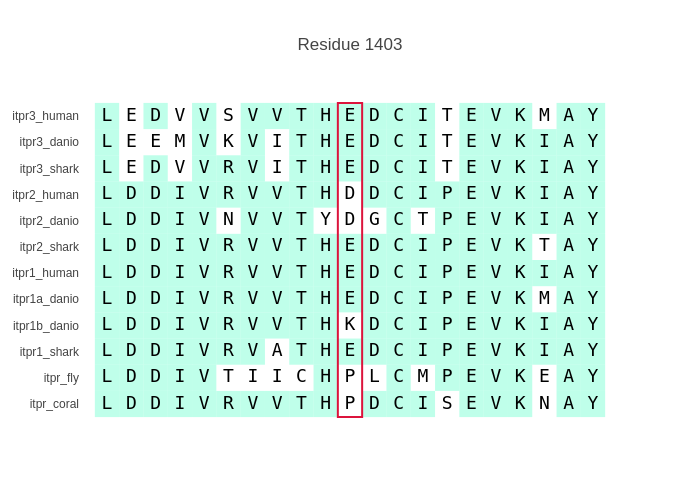 Residue 1403
itpr3_human L E D V V S V V T H E D C I T E V K M A Y
itpr3_danio L E E M V K V I T H E D C I T E V K I A Y
itpr3_shark L E D V V R V I T H E D C I T E V K I A Y
itpr2_human L D D I V R V V T H D D C I P E V K I A Y
itpr2_danio L D D I V N V V T Y D G C T P E V K I A Y
itpr2_shark L D D I V R V V T H E D C I P E V K T A Y
itpr1_human L D D I V R V V T H E D C I P E V K I A Y
itpr1a_danio L D D I V R V V T H E D C I P E V K M A Y
itpr1b_danio L D D I V R V V T H K D C I P E V K I A Y
itpr1_shark L D D I V R V A T H E D C I P E V K I A Y
itpr_fly L D D I V T I I C H P L C M P E V K E A Y
itpr_coral L D D I V R V V T H P D C I S E V K N A Y